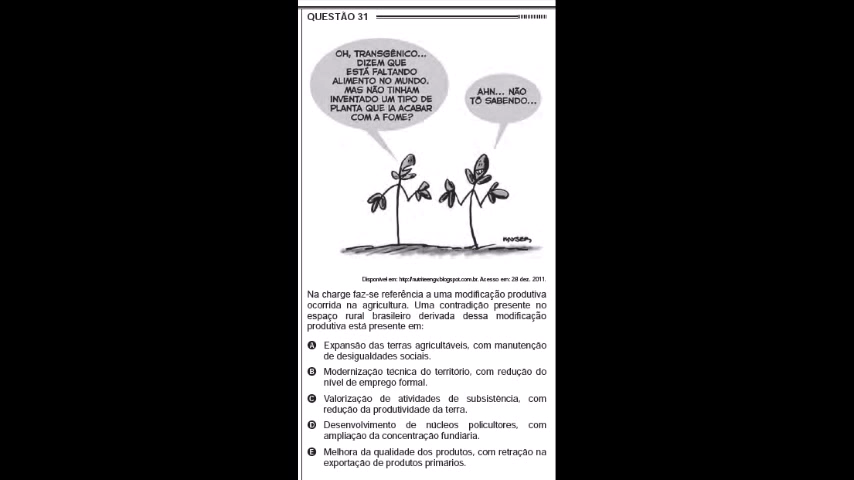 QUESTÃO 31
OH, TRANSGÊNICO...
DIZEM QUE
ESTÁ FALTANDO
ALIMENTO NO MUNDO.
MAS NÃO TINHAM
INVENTADO UM TIPO DE
PLANTA QUE IA ACABAR
COM A FOME?
AHN... NÃO
TÔ SABENDO...
Disponível em: http://nutrieengv.blogspot.com.br. Acesso em: 28 dez. 2011.
Na charge faz-se referência a uma modificação produtiva
ocorrida na agricultura. Uma contradição presente no
espaço rural brasileiro derivada dessa modificação
produtiva está presente em:
A Expansão das terras agricultáveis, com manutenção
de desigualdades sociais.
B Modernização técnica do território, com redução do
nível de emprego formal.
C Valorização de atividades de subsistência, com
redução da produtividade da terra.
D Desenvolvimento de núcleos policultores, com
ampliação da concentração fundiária.
E Melhora da qualidade dos produtos, com retração na
exportação de produtos primários.